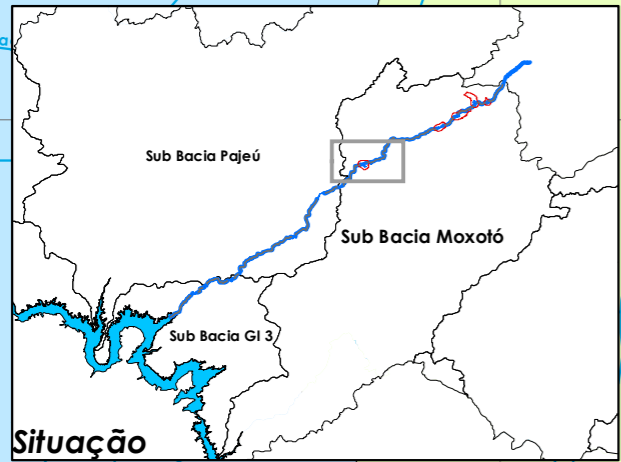 a
Sub Bacia Pajeú
Sub Bacia Moxotó
Sub Bacia GI 3
Situação